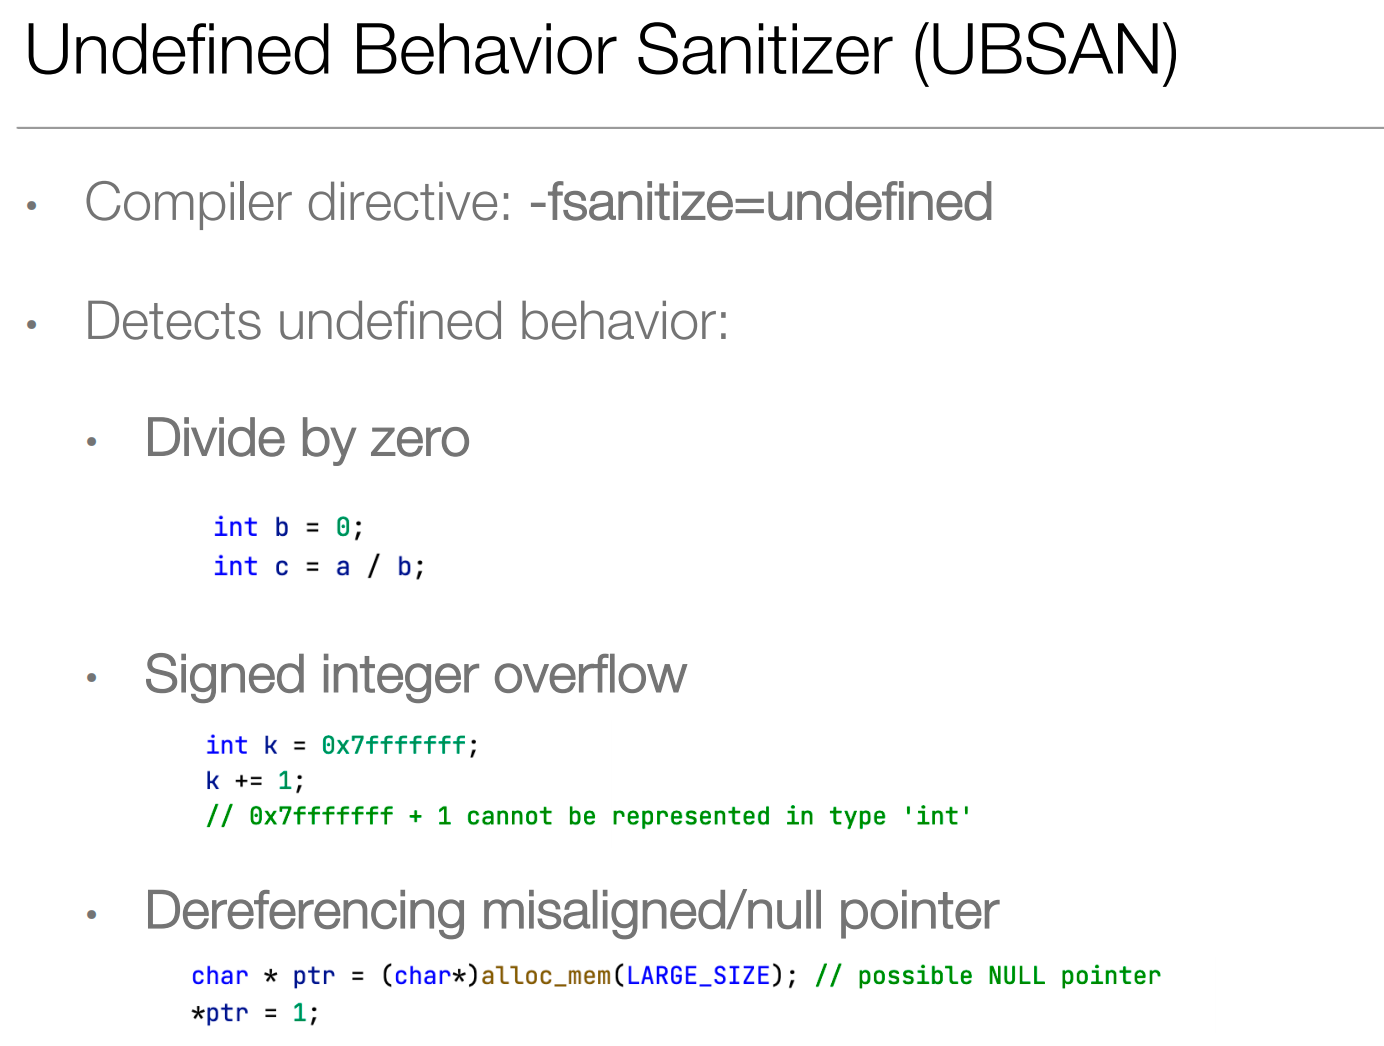 Undefined Behavior Sanitizer (UBSAN)
• Compiler directive: -fsanitize=undefined
• Detects undefined behavior:
• Divide by zero
int b = 0;
int c = a / b;
• Signed integer overflow
int k = 0x7fffffff;
k += 1;
// 0x7fffffff + 1 cannot be represented in type 'int'
• Dereferencing misaligned/null pointer
char * ptr = (char*)alloc_mem(LARGE_SIZE); // possible NULL pointer
*ptr = 1;